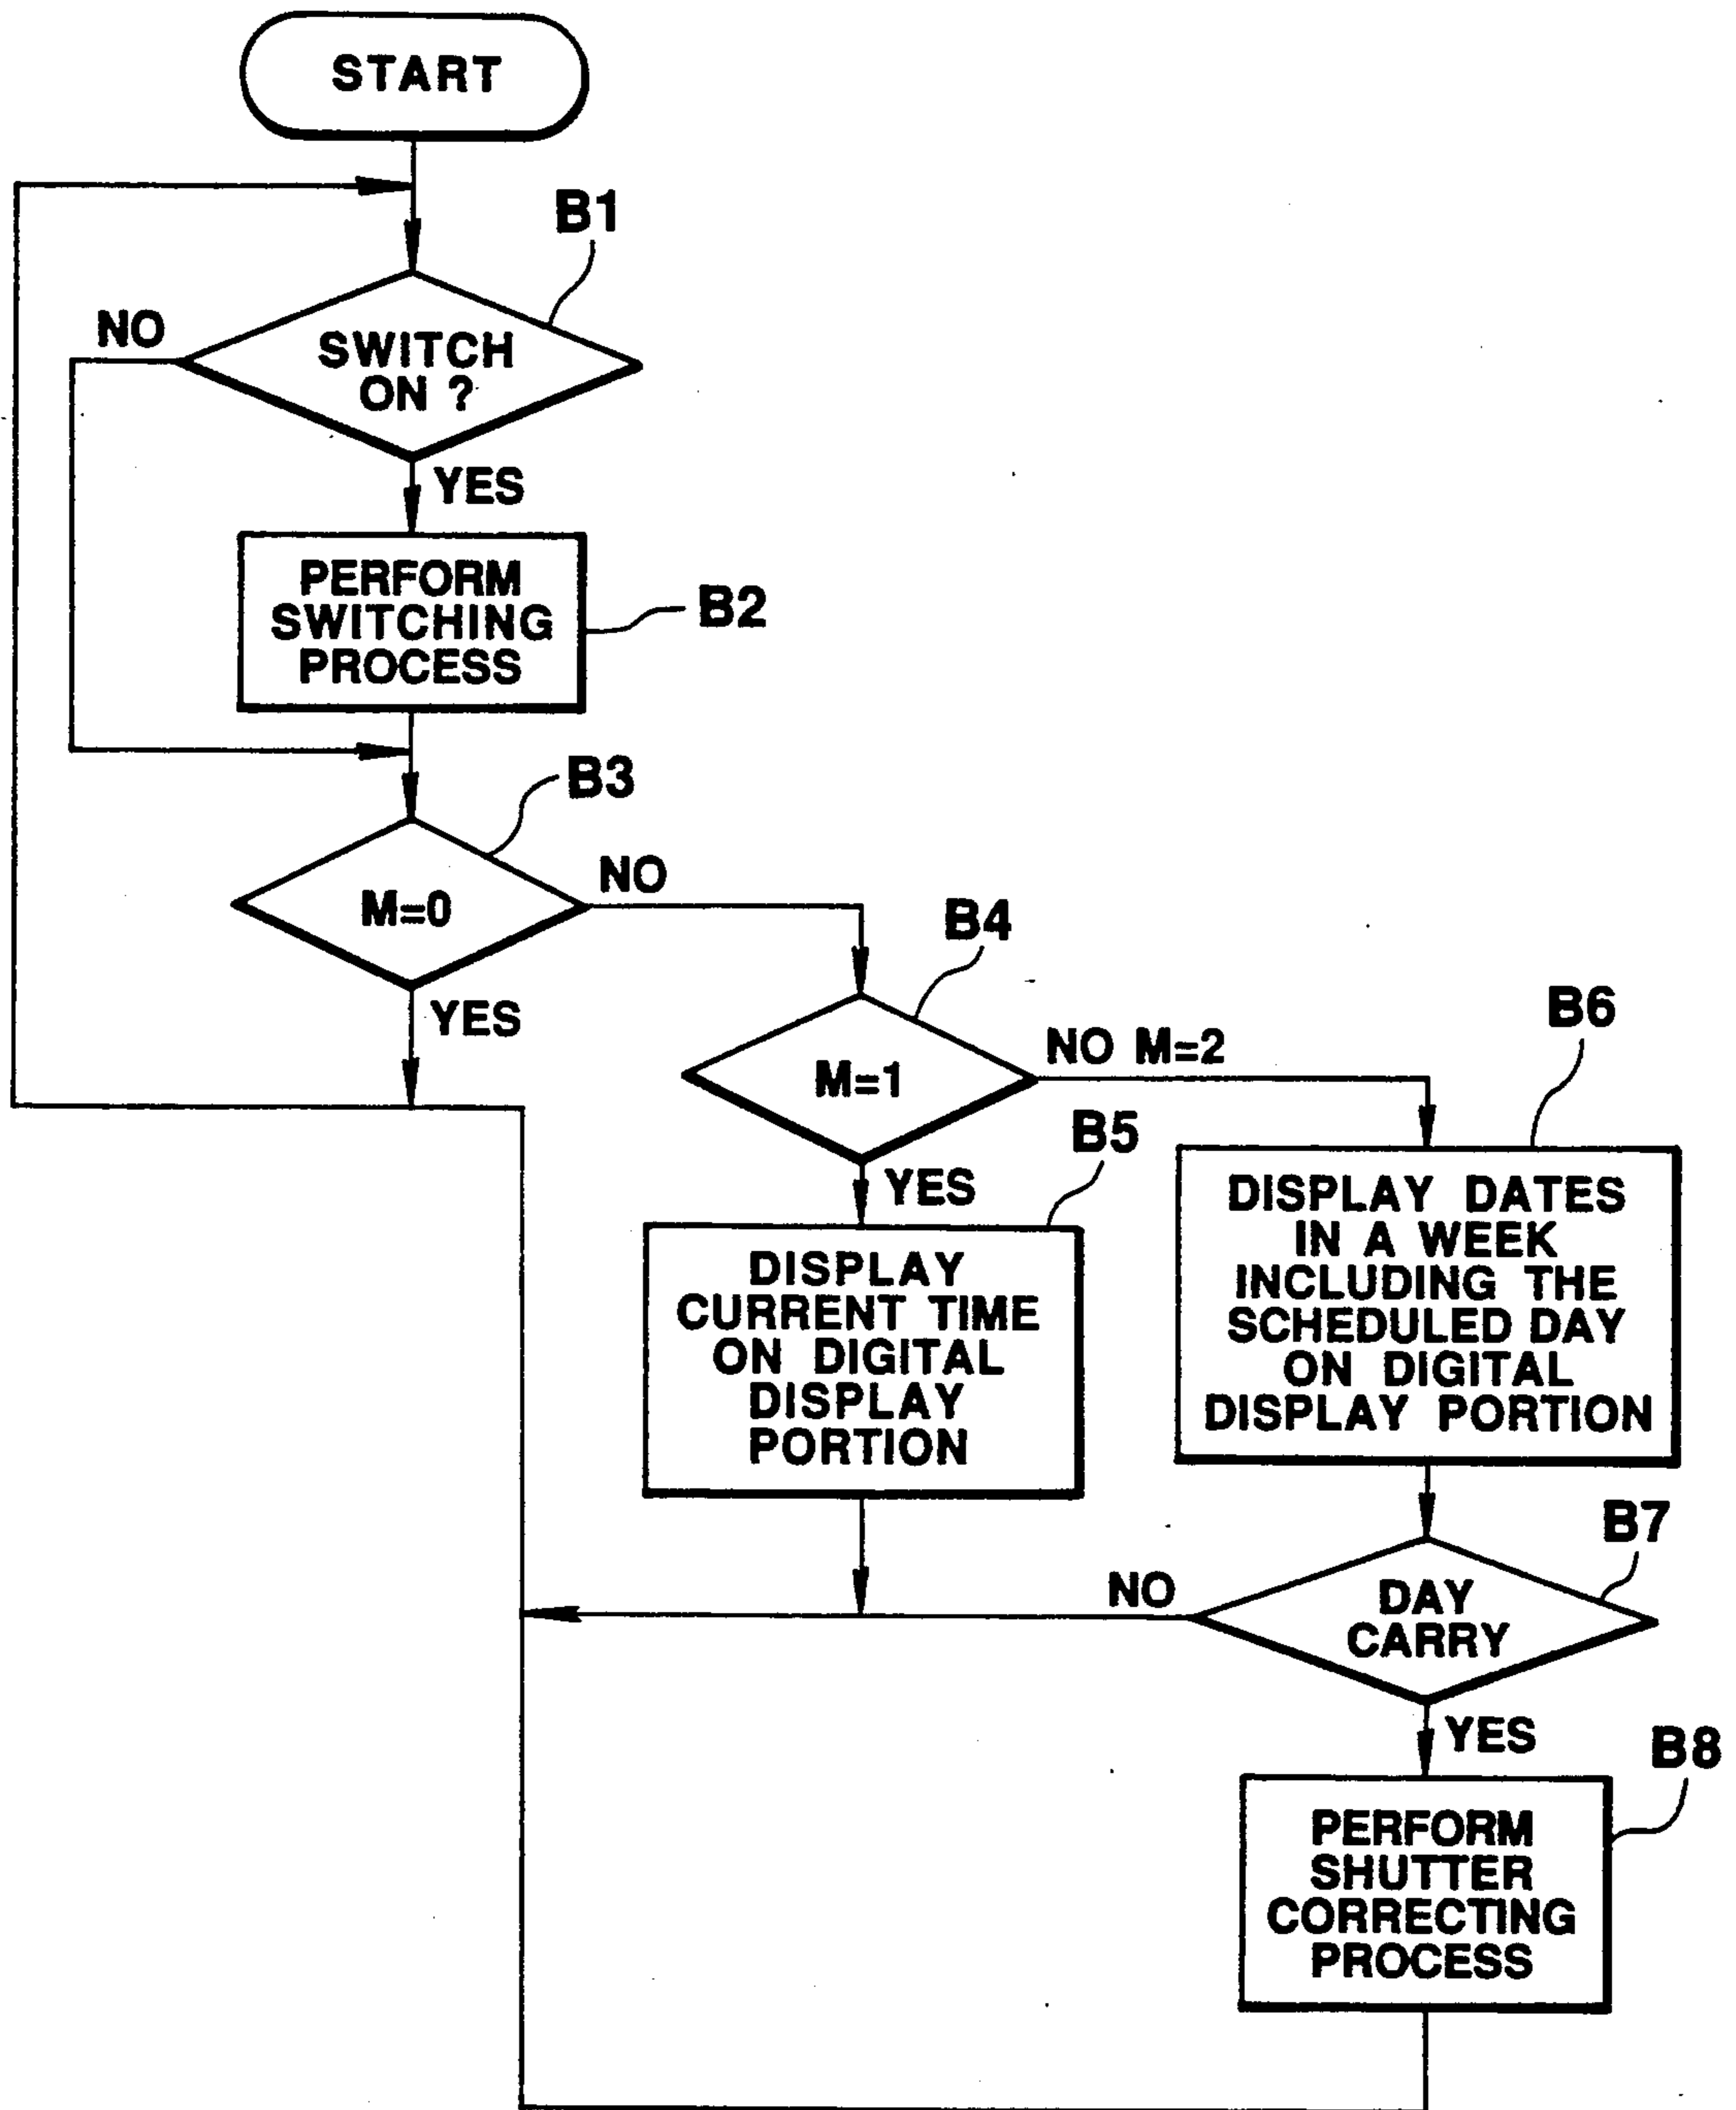 START
B1
NO
SWITCH
ON ?
YES
PERFORM
SWITCHING
PROCESS
B2
B3
M=0
NO
YES
B4
M=1
NO M=2
B6
YES
B5
DISPLAY
CURRENT TIME
ON DIGITAL
DISPLAY
PORTION
DISPLAY DATES
IN A WEEK
INCLUDING THE
SCHEDULED DAY
ON DIGITAL
DISPLAY PORTION
B7
NO
DAY
CARRY
YES
B8
PERFORM
SHUTTER
CORRECTING
PROCESS